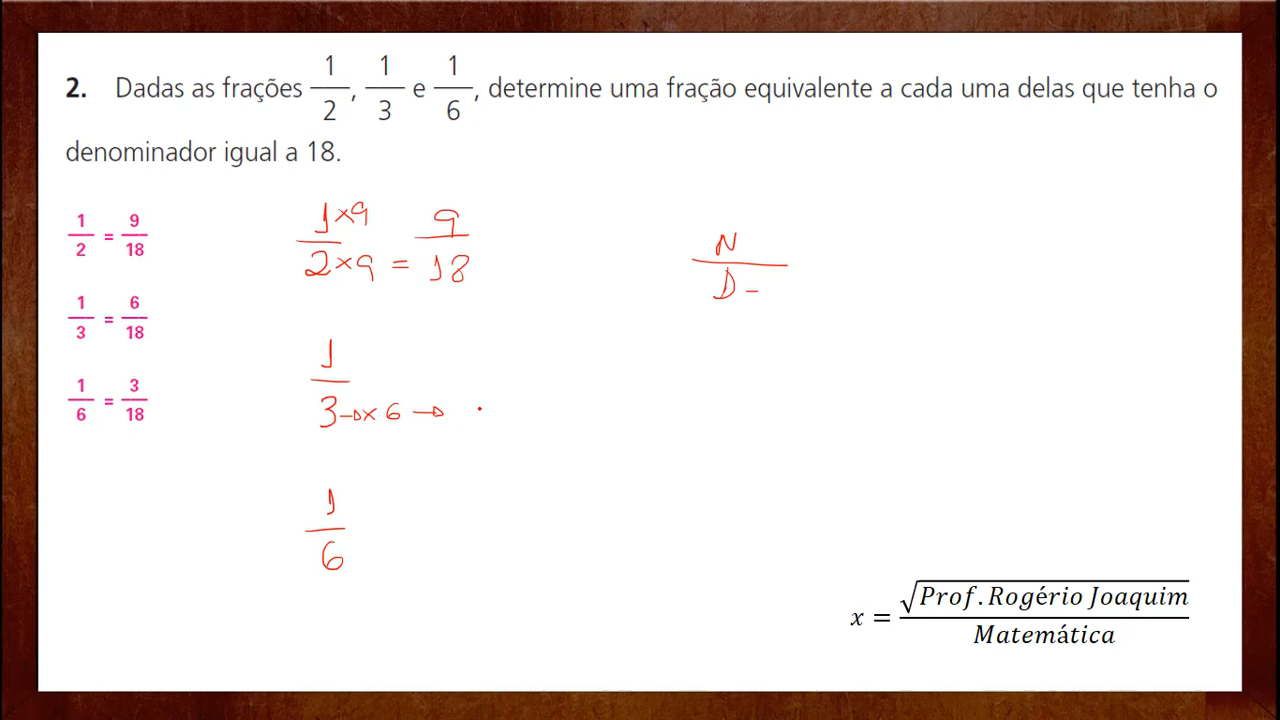 2. Dadas as frações 1/2, 1/3 e 1/6, determine uma fração equivalente a cada uma delas que tenha o
denominador igual a 18.
1/2 = 9/18
1/3 = 6/18
1/6 = 3/18
1 x 9 9
2 x 9 = 18
1
3 → x 6 →
1
6
N
D -
x = √Prof. Rogério Joaquim
Matemática